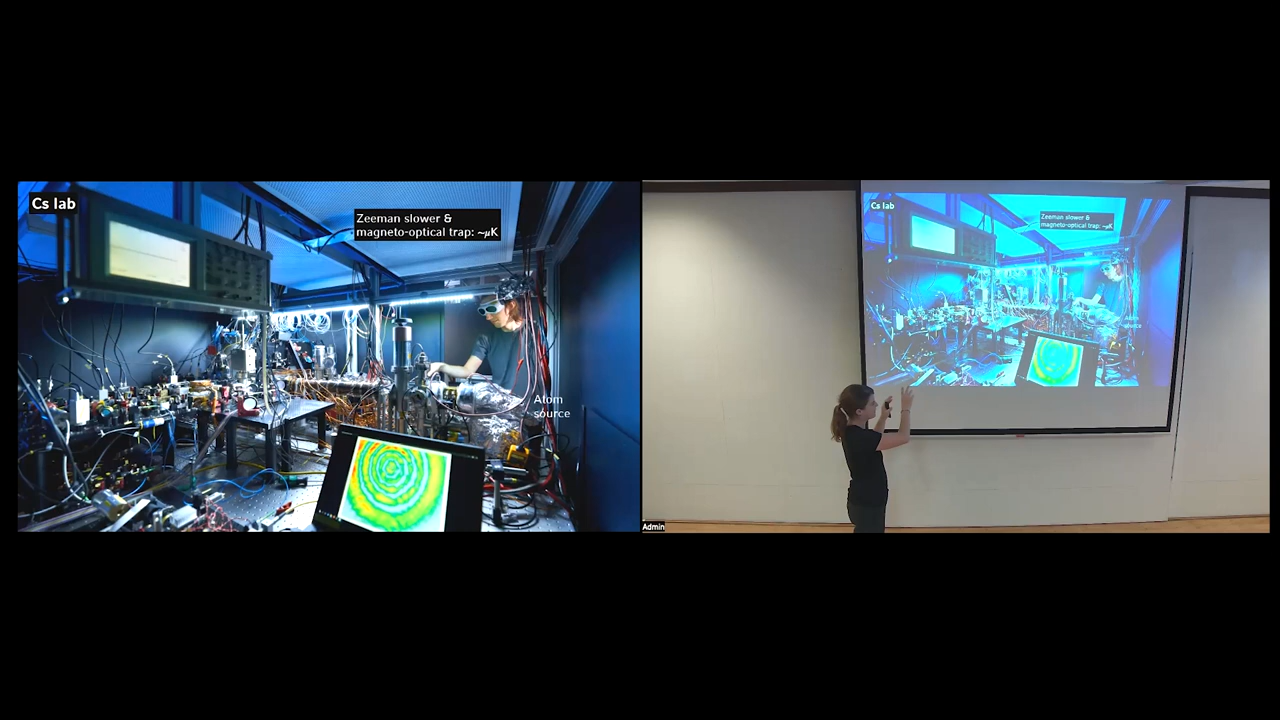 Cs lab
Zeeman slower &
magneto-optical trap: ~μK
Atom
source
Cs lab
Zeeman slower &
magneto-optical trap: ~μK
source
Admin